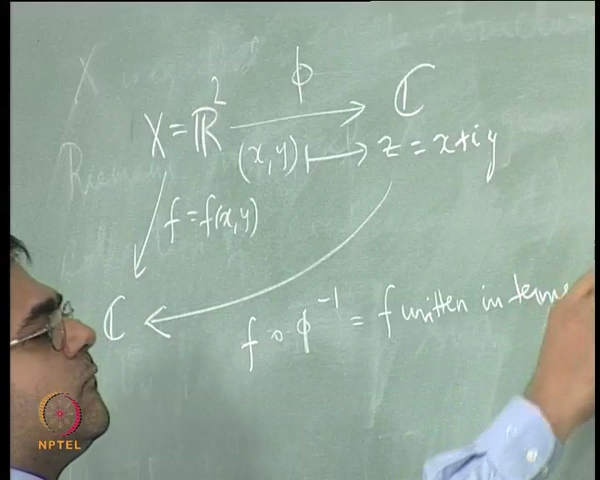 φ
X = ℝ² ⟶ ℂ
(x, y) ⟼ z = x + iy
f = f(x, y)
ℂ
f ∘ φ⁻¹ = f written in terms
NPTEL